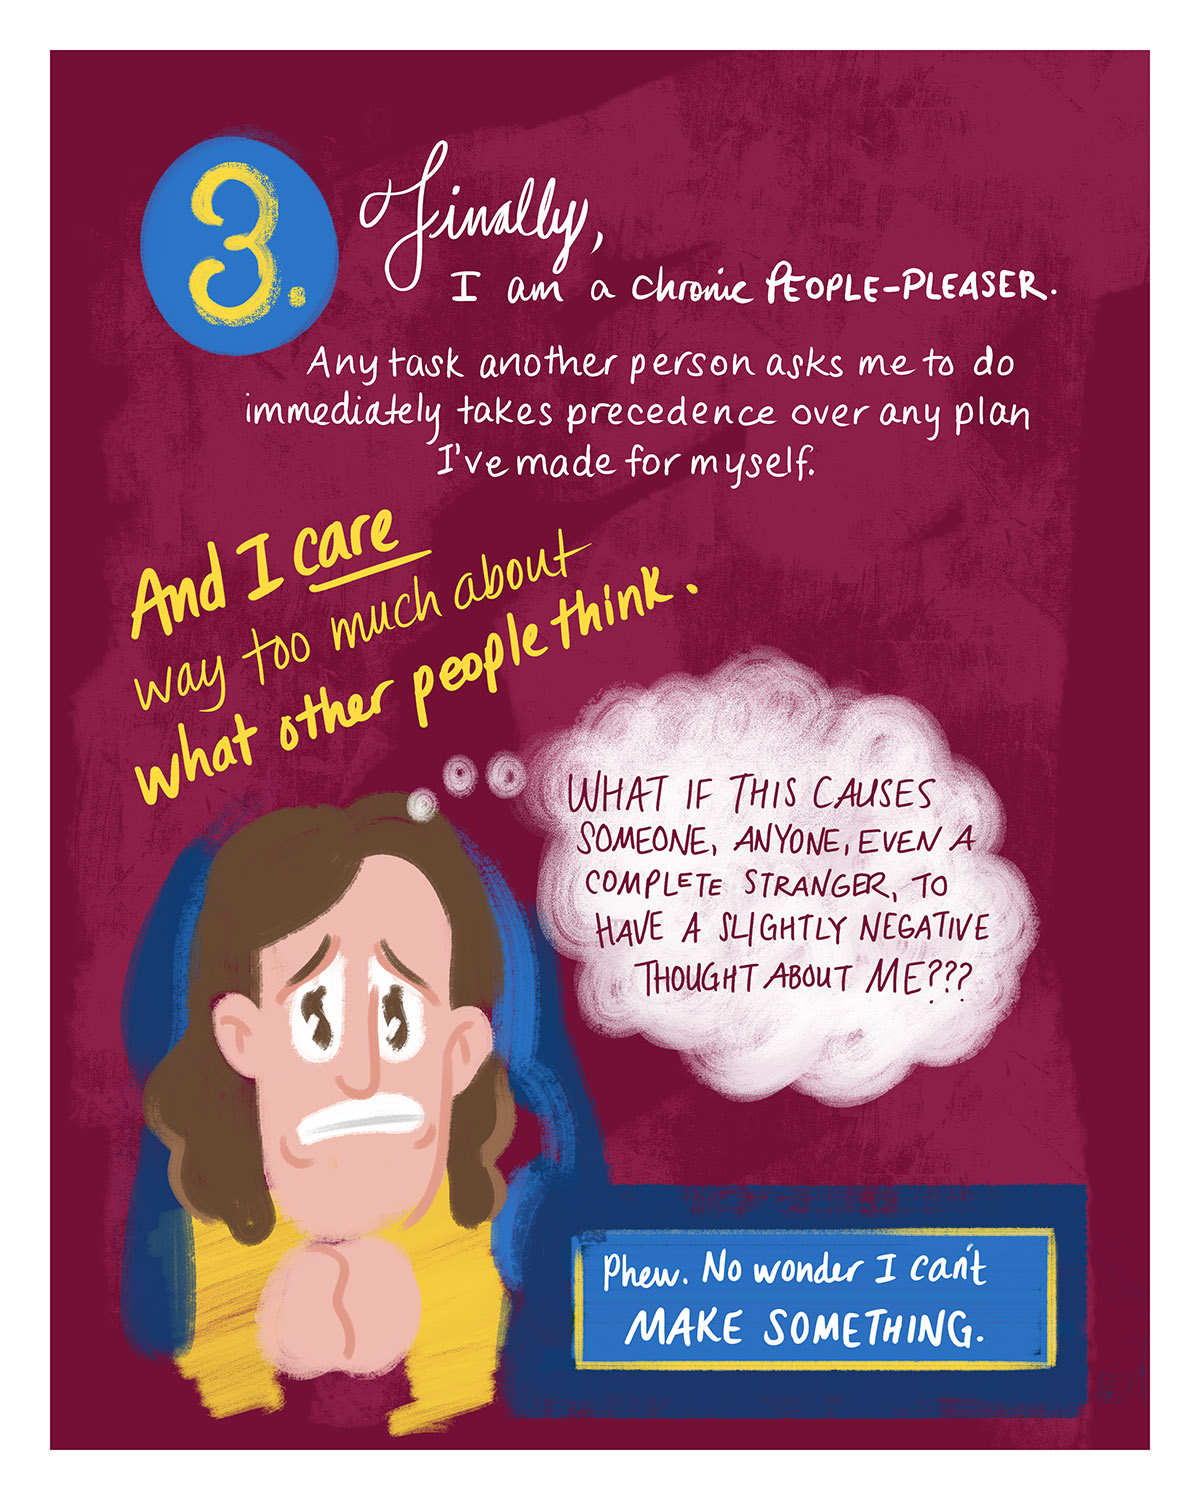 3.
Finally,
I am a chronic PEOPLE-PLEASER.
Any task another person asks me to do
immediately takes precedence over any plan
I've made for myself.
And I care
way too much about
what other people think.
WHAT IF THIS CAUSES
SOMEONE, ANYONE, EVEN A
COMPLETE STRANGER, TO
HAVE A SLIGHTLY NEGATIVE
THOUGHT ABOUT ME???
Phew. No wonder I can't
MAKE SOMETHING.